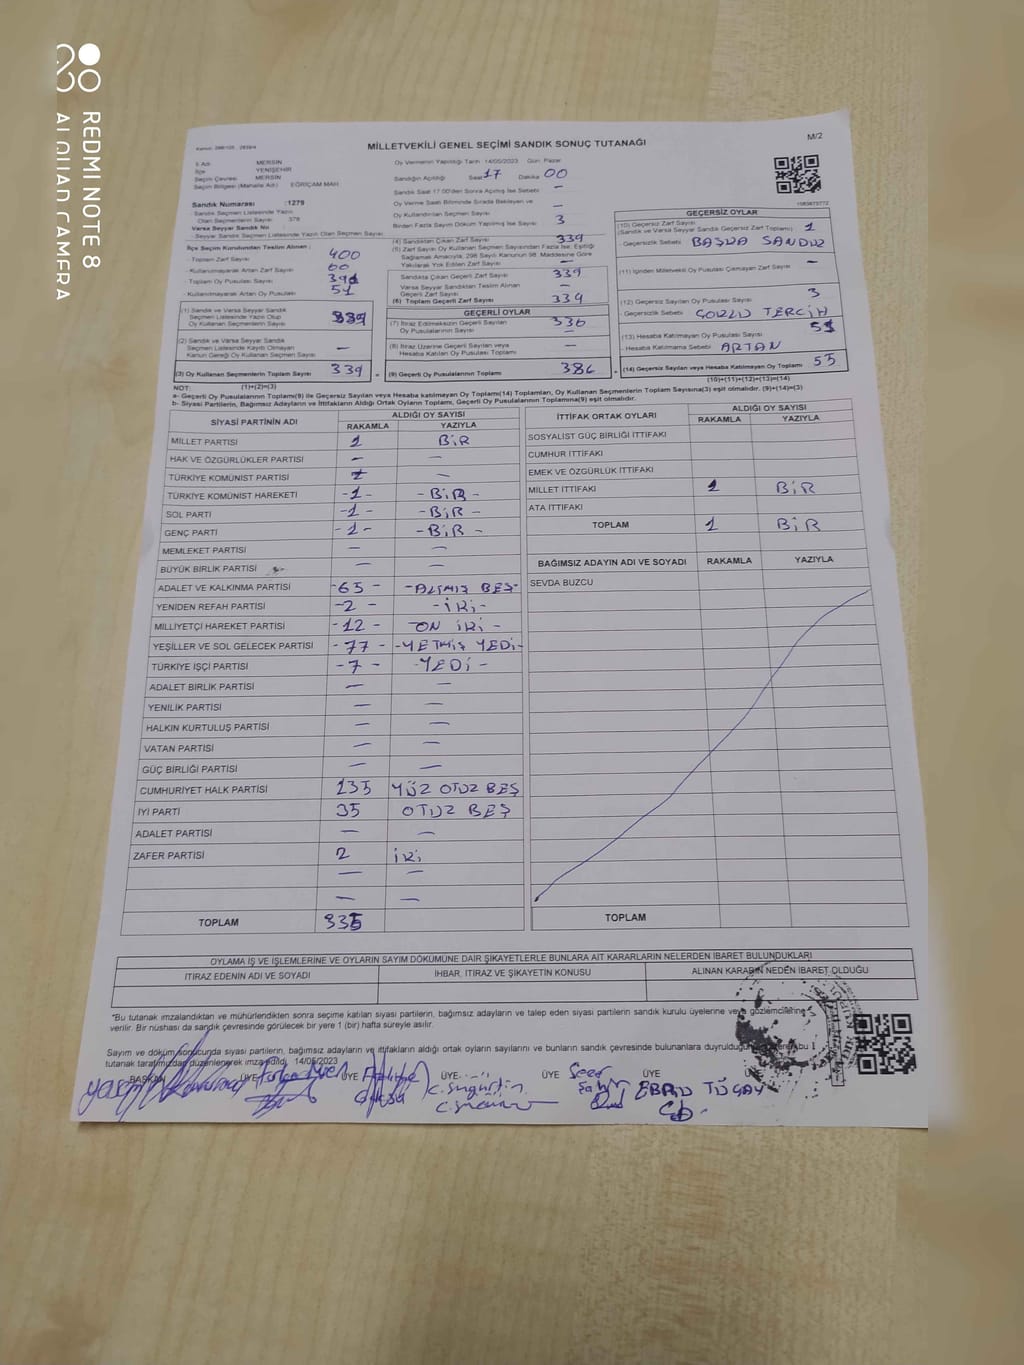 REDMI NOTE 8
AI QUAD CAMERA
M/2
MİLLETVEKİLİ GENEL SEÇİMİ SANDIK SONUÇ TUTANAĞI
İl Adı MERSİN
İlçe YENİŞEHİR
Seçim Çevresi MERSİN
Seçim Bölgesi (Mahalle Adı) EĞRİÇAM MAH.
Sandık Numarası :1279
Sandık Seçmen Listesinde Yazılı
Olan Seçmenlerin Sayısı: 378
Varsa Seyyar Sandık No :
Seyyar Sandık Seçmen Listesinde Yazılı Olan Seçmen Sayısı
İlçe Seçim Kurulundan Teslim Alınan :
- Toplam Zarf Sayısı 400
- Kullanılmayarak Artan Zarf Sayısı 60
- Toplam Oy Pusulası Sayısı
- Kullanılmayarak Artan Oy Pusulası 51
(1) Sandık ve Varsa Seyyar Sandık
Seçmen Listesinde Yazılı Olup
Oy Kullanan Seçmenlerin Sayısı 339
(2) Sandık ve Varsa Seyyar Sandık
Seçmen Listesinde Kayıtlı Olmayan
Kanun Gereği Oy Kullanan Seçmen Sayısı —
(3) Oy Kullanan Seçmenlerin Toplam Sayısı 339
(1)+(2)=(3)
Oy Vermenin Yapıldığı Tarih 14/05/2023 Gün: Pazar
Sandığın Açıldığı Saat 17 Dakika 00
Sandık Saat 17.00'den Sonra Açılmış İse Sebebi —
Oy Verme Saati Bitiminde Sırada Bekleyen ve
Oy Kullandırılan Seçmen Sayısı —
Birden Fazla Sayım Döküm Yapılmış İse Sayısı 3
(4) Sandıktan Çıkan Zarf Sayısı 339
(5) Zarf Sayısı Oy Kullanan Seçmen Sayısından Fazla İse; Eşitliği
Sağlamak Amacıyla, 298 Sayılı Kanunun 98. Maddesine Göre
Yakılarak Yok Edilen Zarf Sayısı —
Sandıkta Çıkan Geçerli Zarf Sayısı 339
Varsa Seyyar Sandıktan Teslim Alınan
Geçerli Zarf Sayısı —
(6) Toplam Geçerli Zarf Sayısı 339
GEÇERLİ OYLAR
(7) İtiraz Edilmeksizin Geçerli Sayılan
Oy Pusulalarının Sayısı 336
(8) İtiraz Üzerine Geçerli Sayılan veya
Hesaba Katılan Oy Pusulası Toplamı —
= (9) Geçerli Oy Pusulalarının Toplamı 386
GEÇERSİZ OYLAR
(10) Geçersiz Zarf Sayısı
(Sandık ve Varsa Seyyar Sandık Geçersiz Zarf Toplamı) 1
- Geçersizlik Sebebi
(11) İçinden Milletvekili Oy Pusulası Çıkmayan Zarf Sayısı —
(12) Geçersiz Sayılan Oy Pusulası Sayısı 3
- Geçersizlik Sebebi ÇOKLU TERCİH
(13) Hesaba Katılmayan Oy Pusulası Sayısı 51
- Hesaba Katılmama Sebebi ARTAN
+ (14) Geçersiz Sayılan veya Hesaba Katılmayan Oy Toplamı 55
(10)+(11)+(12)+(13)=(14)
NOT:
a- Geçerli Oy Pusulalarının Toplamı(9) ile Geçersiz Sayılan veya Hesaba katılmayan Oy Toplamı(14) Toplamları, Oy Kullanan Seçmenlerin Toplam Sayısına(3) eşit olmalıdır. (9)+(14)=(3)
b- Siyasi Partilerin, Bağımsız Adayların ve İttifakların Aldığı Ortak Oyların Toplamı, Geçerli Oy Pusulalarının Toplamına(9) eşit olmalıdır.
SİYASİ PARTİNİN ADI ALDIĞI OY SAYISI
RAKAMLA YAZIYLA
MİLLET PARTİSİ 1 BİR
HAK VE ÖZGÜRLÜKLER PARTİSİ — —
TÜRKİYE KOMÜNİST PARTİSİ —
TÜRKİYE KOMÜNİST HAREKETİ -1- -BİR-
SOL PARTİ -1- -BİR-
GENÇ PARTİ -1- -BİR-
MEMLEKET PARTİSİ — —
BÜYÜK BİRLİK PARTİSİ — —
ADALET VE KALKINMA PARTİSİ -65- -ALTMIŞ BEŞ-
YENİDEN REFAH PARTİSİ -2- -İKİ-
MİLLİYETÇİ HAREKET PARTİSİ -12- -ON İKİ-
YEŞİLLER VE SOL GELECEK PARTİSİ -77- -YETMİŞ YEDİ-
TÜRKİYE İŞÇİ PARTİSİ -7- -YEDİ-
ADALET BİRLİK PARTİSİ — —
YENİLİK PARTİSİ — —
HALKIN KURTULUŞ PARTİSİ — —
VATAN PARTİSİ — —
GÜÇ BİRLİĞİ PARTİSİ — —
CUMHURİYET HALK PARTİSİ 135 YÜZ OTUZ BEŞ
İYİ PARTİ 35 OTUZ BEŞ
ADALET PARTİSİ — —
ZAFER PARTİSİ 2 İKİ
— —
— —
TOPLAM
İTTİFAK ORTAK OYLARI ALDIĞI OY SAYISI
RAKAMLA YAZIYLA
SOSYALİST GÜÇ BİRLİĞİ İTTİFAKI
CUMHUR İTTİFAKI
EMEK VE ÖZGÜRLÜK İTTİFAKI
MİLLET İTTİFAKI 1 BİR
ATA İTTİFAKI
TOPLAM 1 BİR
BAĞIMSIZ ADAYIN ADI VE SOYADI RAKAMLA YAZIYLA
SEVDA BUZCU
TOPLAM
OYLAMA İŞ VE İŞLEMLERİNE VE OYLARIN SAYIM DÖKÜMÜNE DAİR ŞİKAYETLERLE BUNLARA AİT KARARLARIN NELERDEN İBARET BULUNDUKLARI
İTİRAZ EDENİN ADI VE SOYADI İHBAR, İTİRAZ VE ŞİKAYETİN KONUSU ALINAN KARARIN NEDEN İBARET OLDUĞU
"Bu tutanak imzalandıktan ve mühürlendikten sonra seçime katılan siyasi partilerin, bağımsız adayların ve talep eden siyasi partilerin sandık kurulu üyelerine veya gözlemcilerine
verilir. Bir nüshası da sandık çevresinde görülecek bir yere 1 (bir) hafta süreyle asılır.
Sayım ve döküm sonucunda siyasi partilerin, bağımsız adayların ve ittifakların aldığı ortak oyların sayılarını ve bunların sandık çevresinde bulunanlara duyrulduğu bu
tutanak tarafımızdan düzenlenerek imza edildi. 14/05/2023
BAŞKAN ÜYE ÜYE ÜYE ÜYE ÜYE ÜYE
EBRU TUGAY